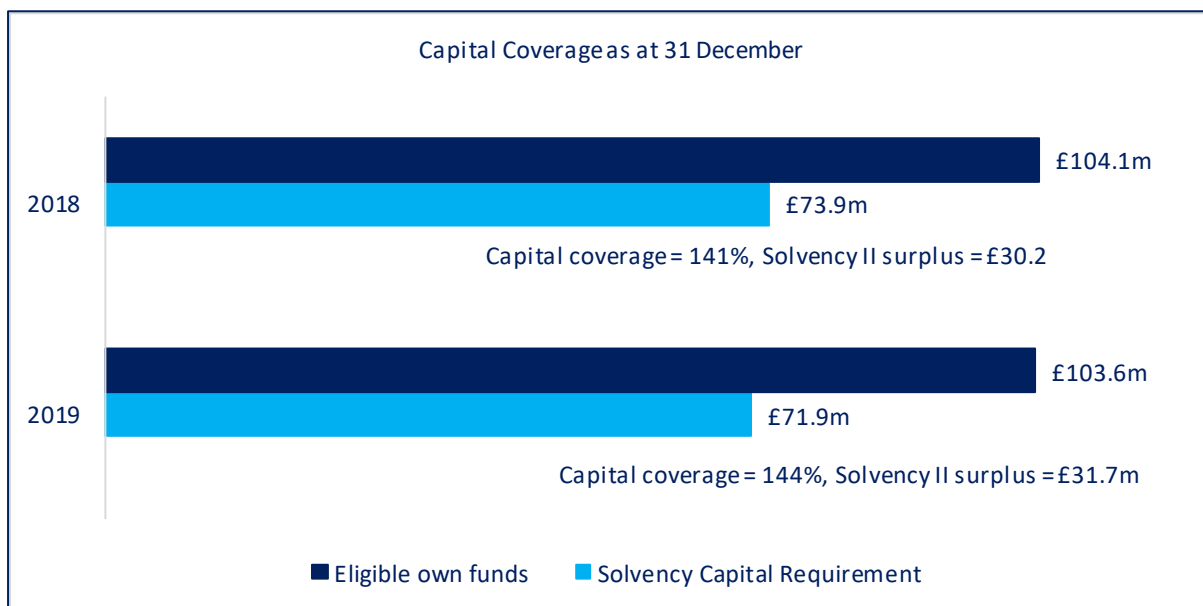 Capital Coverage as at 31 December
£104.1m
2018
£73.9m
Capital coverage = 141%, Solvency II surplus = £30.2
£103.6m
2019
£71.9m
Capital coverage = 144%, Solvency II surplus = £31.7m
Eligible own funds
Solvency Capital Requirement